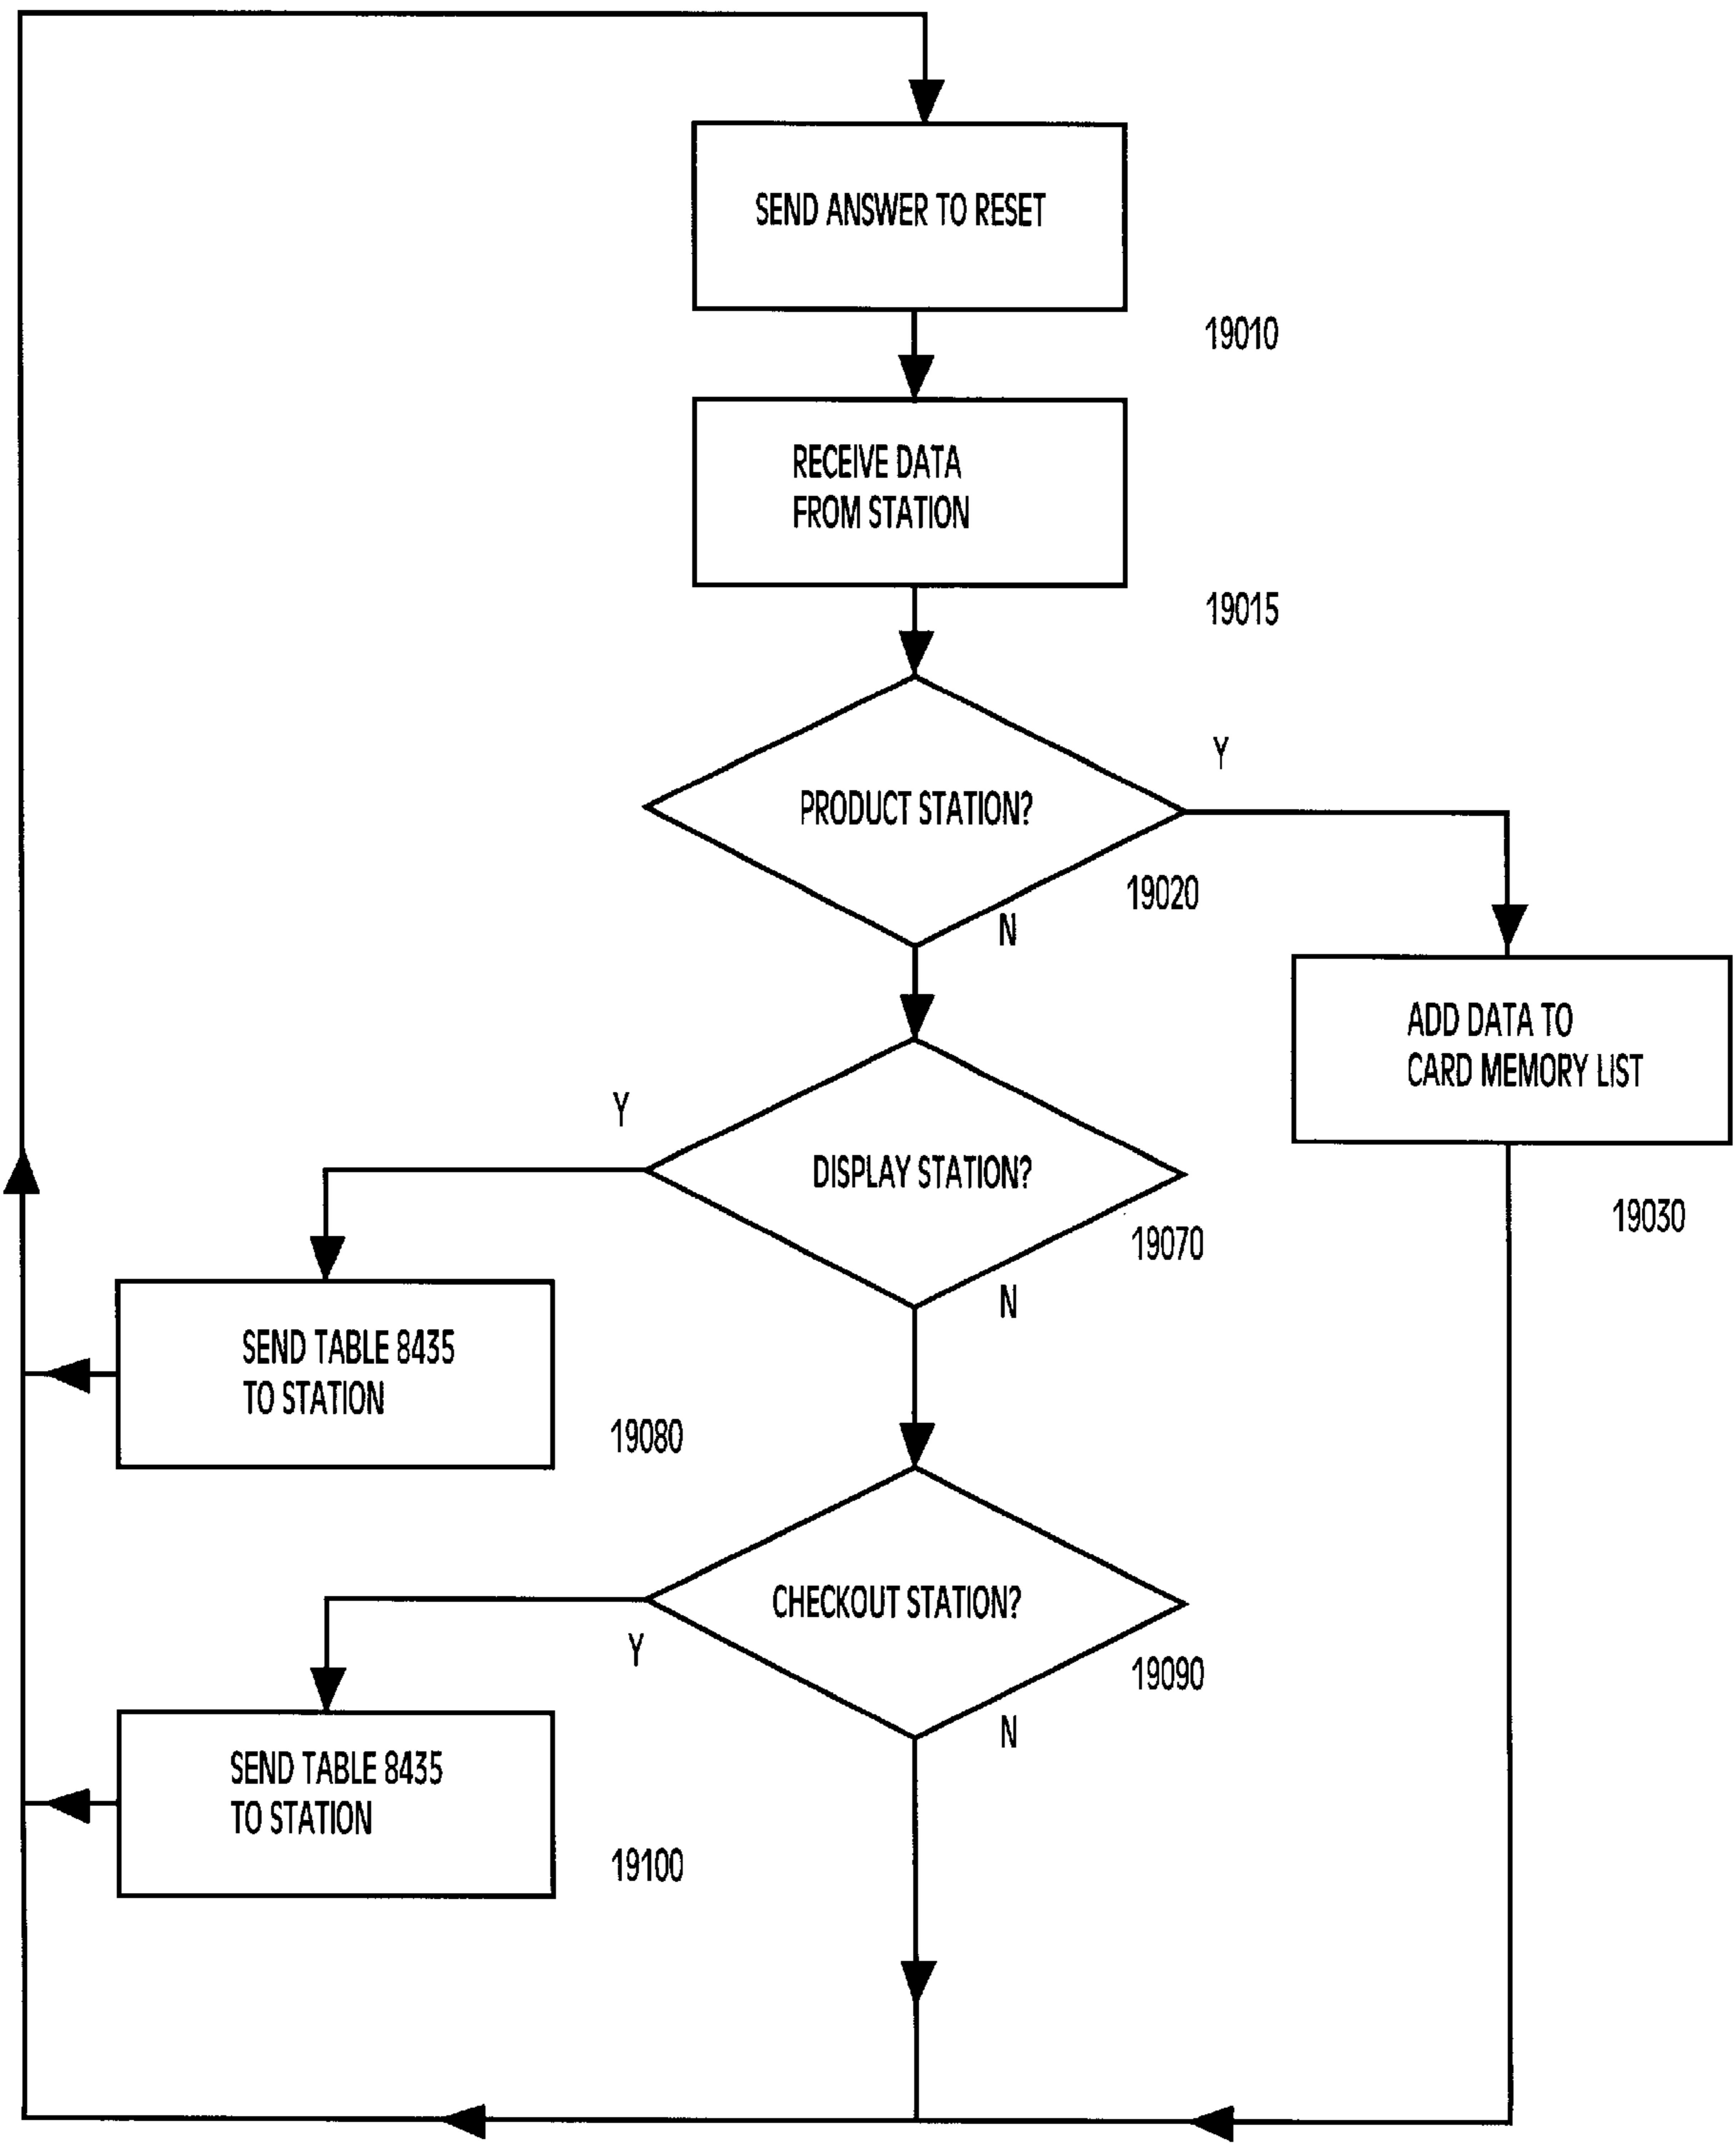 SEND ANSWER TO RESET
19010
RECEIVE DATA
FROM STATION
19015
Y
PRODUCT STATION?
19020
N
ADD DATA TO
CARD MEMORY LIST
19030
Y
DISPLAY STATION?
19070
N
SEND TABLE 8435
TO STATION
19080
CHECKOUT STATION?
Y
19090
N
SEND TABLE 8435
TO STATION
19100